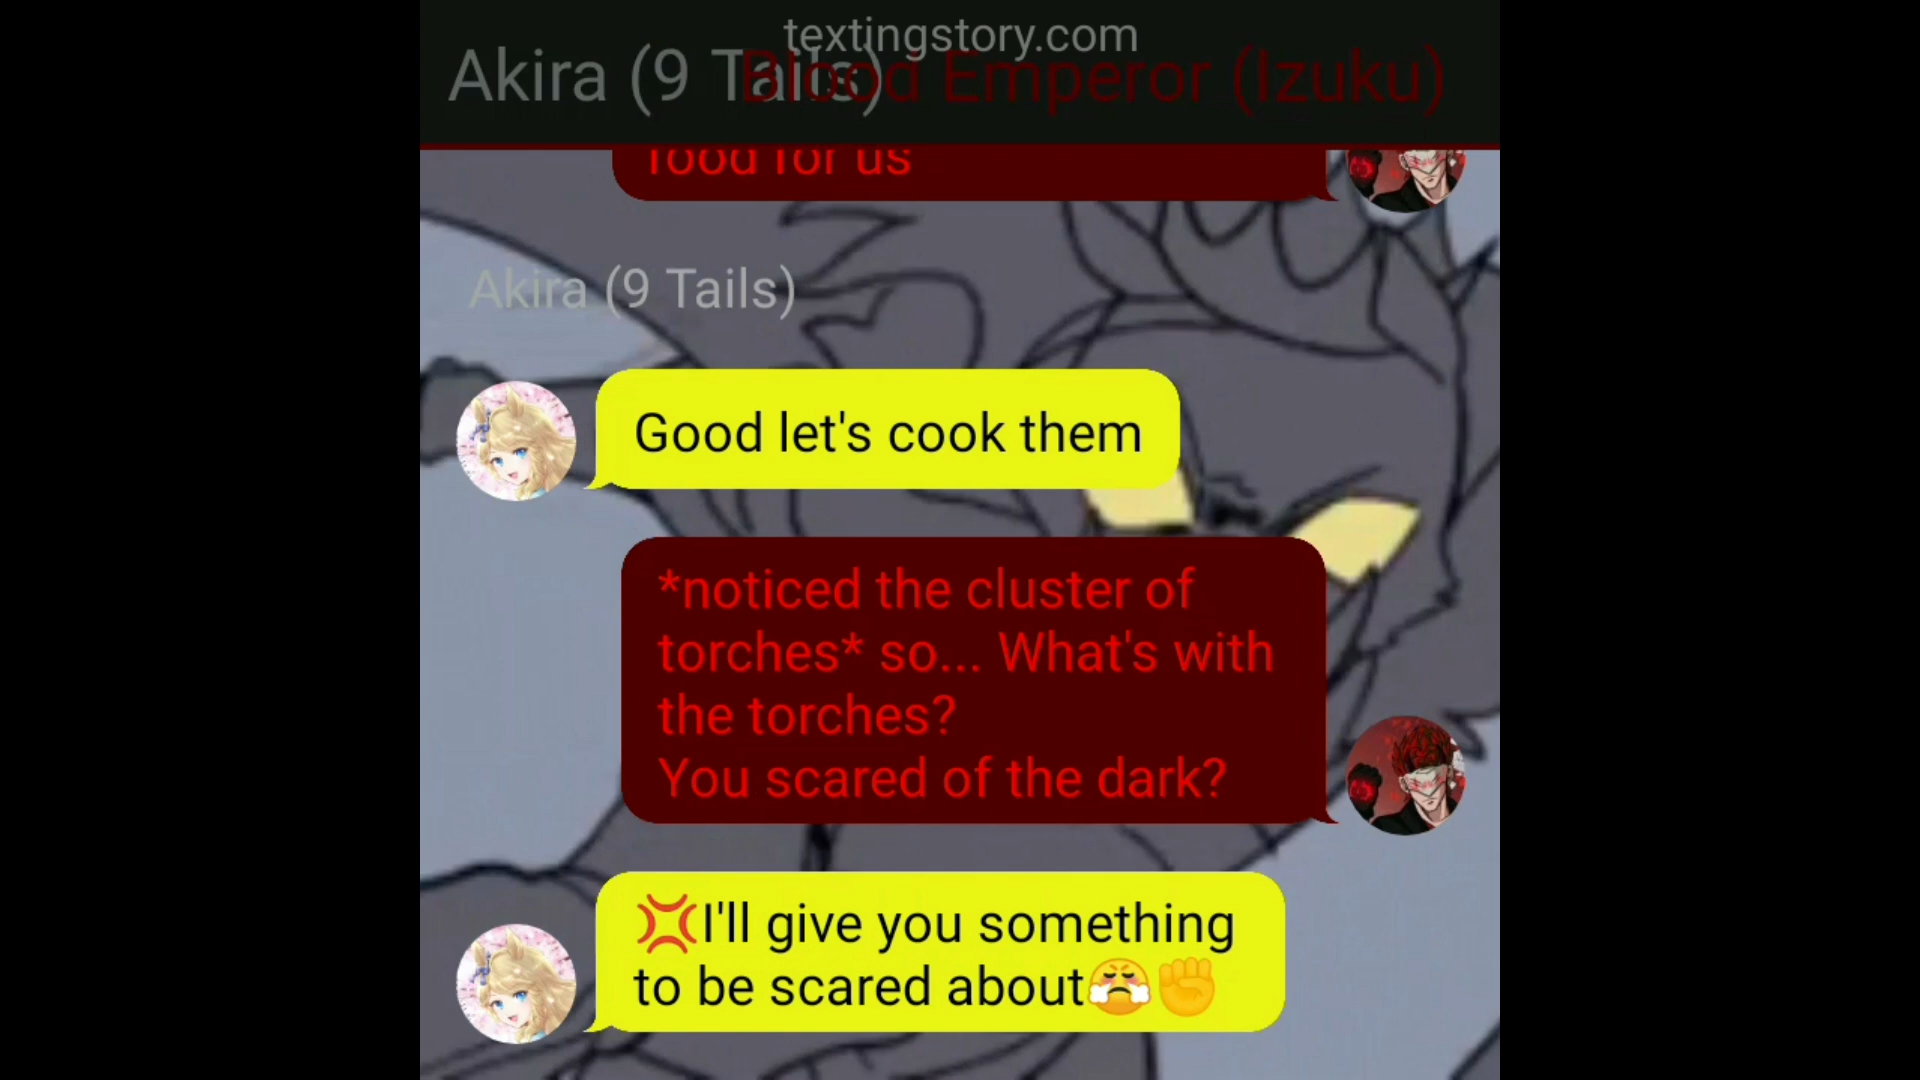 textingstory.com
Akira (9 Tails)
Blood Emperor (Izuku)
food for us
Akira (9 Tails)
Good let's cook them
*noticed the cluster of
torches* so... What's with
the torches?
You scared of the dark?
💢I'll give you something
to be scared about😤✊